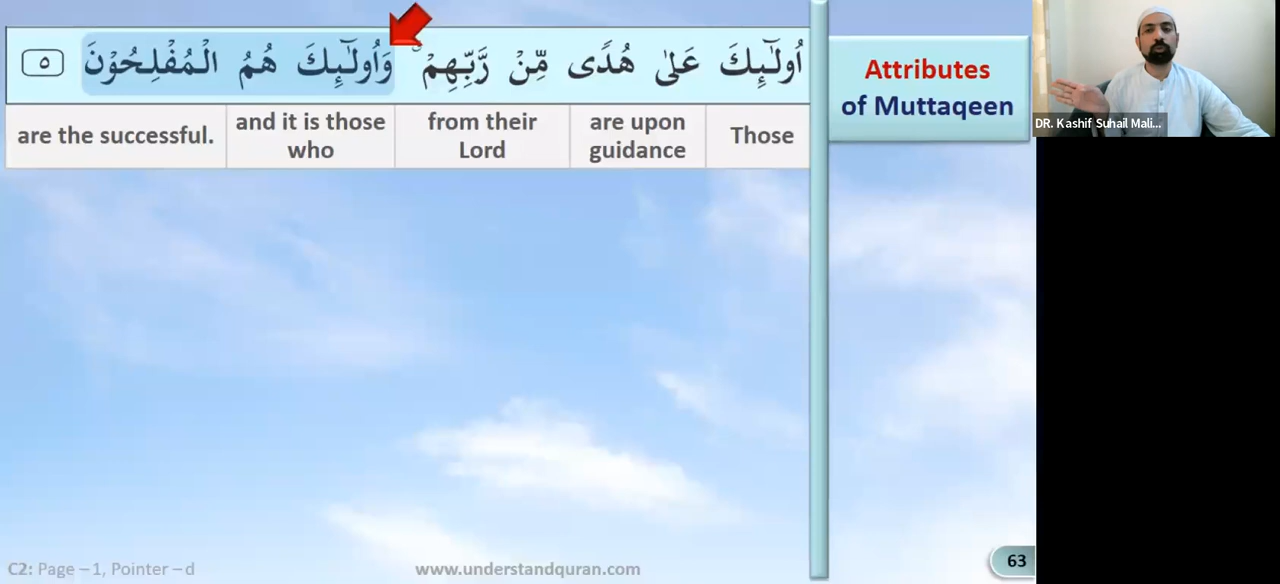 اُولٰٓئِكَ عَلٰى هُدًى مِّنْ رَّبِّهِمْ ۗ وَاُولٰٓئِكَ هُمُ الْمُفْلِحُوْنَ ٥
Those
are upon
guidance
from their
Lord
and it is those
who
are the successful.
Attributes
of Muttaqeen
DR. Kashif Suhail Mali...
C2: Page – 1, Pointer – d
www.understandquran.com
63